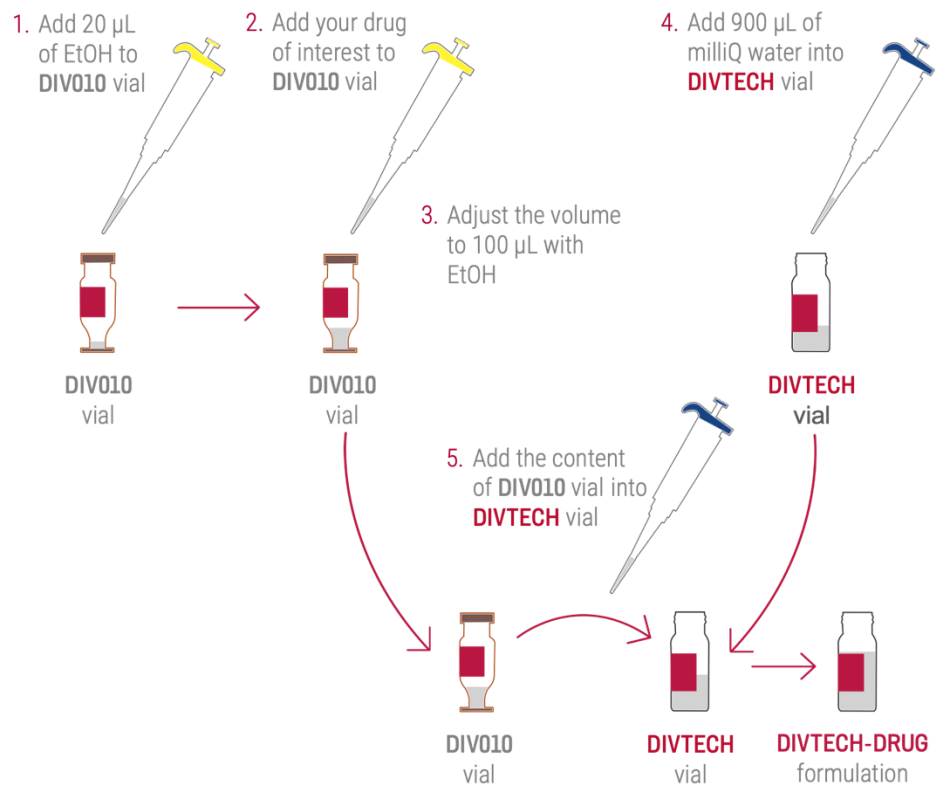 1. Add 20 µL
of EtOH to
DIV010 vial
2. Add your drug
of interest to
DIV010 vial
3. Adjust the volume
to 100 µL with
EtOH
4. Add 900 µL of
milliQ water into
DIVTECH vial
DIV010
vial
DIV010
vial
DIVTECH
vial
5. Add the content
of DIV010 vial into
DIVTECH vial
DIV010
vial
DIVTECH
vial
DIVTECH-DRUG
formulation